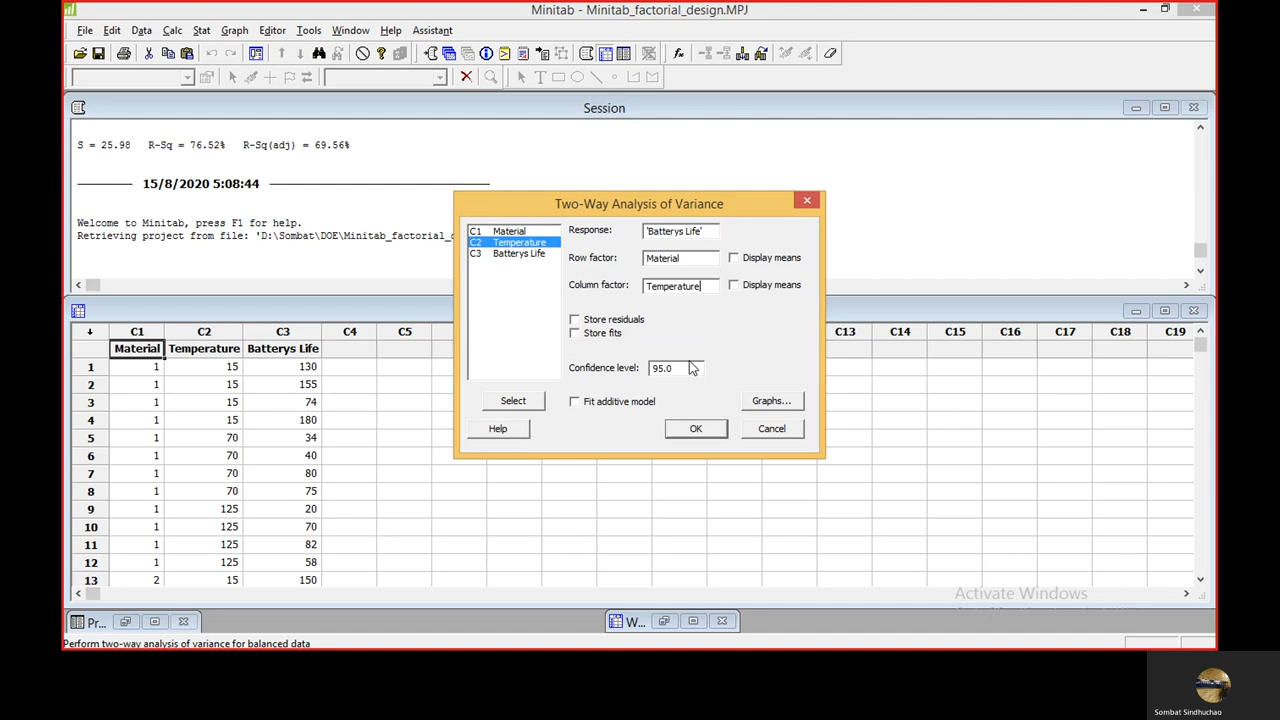 Minitab - Minitab_factorial_design.MPJ
File Edit Data Calc Stat Graph Editor Tools Window Help Assistant
Session
S = 25.98 R-Sq = 76.52% R-Sq(adj) = 69.56%
15/8/2020 5:08:44
Welcome to Minitab, press F1 for help.
Retrieving project from file: 'D:\Sombat\DOE\Minitab_factorial_
Two-Way Analysis of Variance
C1 Material
C2 Temperature
C3 Batterys Life
Response: 'Batterys Life'
Row factor: Material Display means
Column factor: Temperature Display means
Store residuals
Store fits
Confidence level: 95.0
Select Fit additive model Graphs...
Help OK Cancel
C1 C2 C3 C4 C5 C13 C14 C15 C16 C17 C18 C19
Material Temperature Batterys Life
1 1 15 130
2 1 15 155
3 1 15 74
4 1 15 180
5 1 70 34
6 1 70 40
7 1 70 80
8 1 70 75
9 1 125 20
10 1 125 70
11 1 125 82
12 1 125 58
13 2 15 150
Activate Windows
Pr... W...
Perform two-way analysis of variance for balanced data
Sombat Sindhuchao